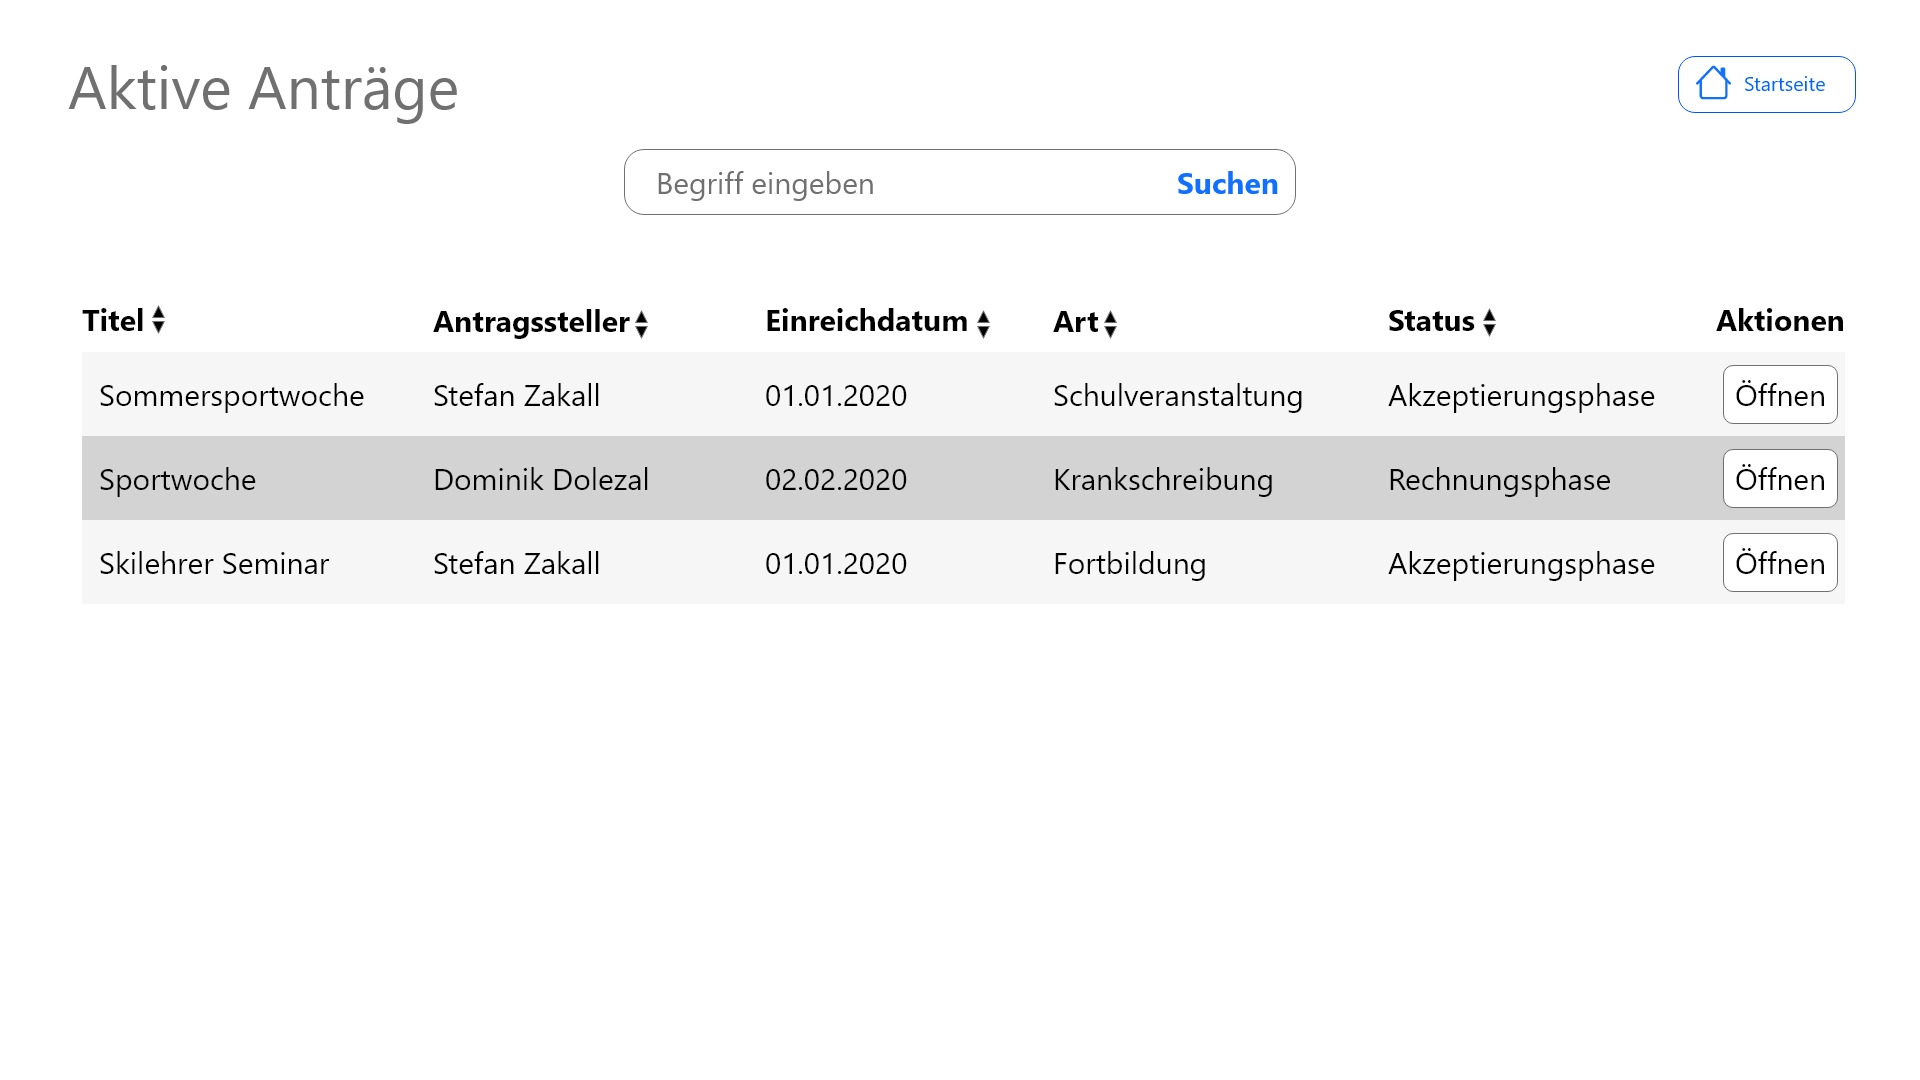 Aktive Anträge
Startseite
Begriff eingeben Suchen
Titel Antragssteller Einreichdatum Art Status Aktionen
Sommersportwoche Stefan Zakall 01.01.2020 Schulveranstaltung Akzeptierungsphase Öffnen
Sportwoche Dominik Dolezal 02.02.2020 Krankschreibung Rechnungsphase Öffnen
Skilehrer Seminar Stefan Zakall 01.01.2020 Fortbildung Akzeptierungsphase Öffnen